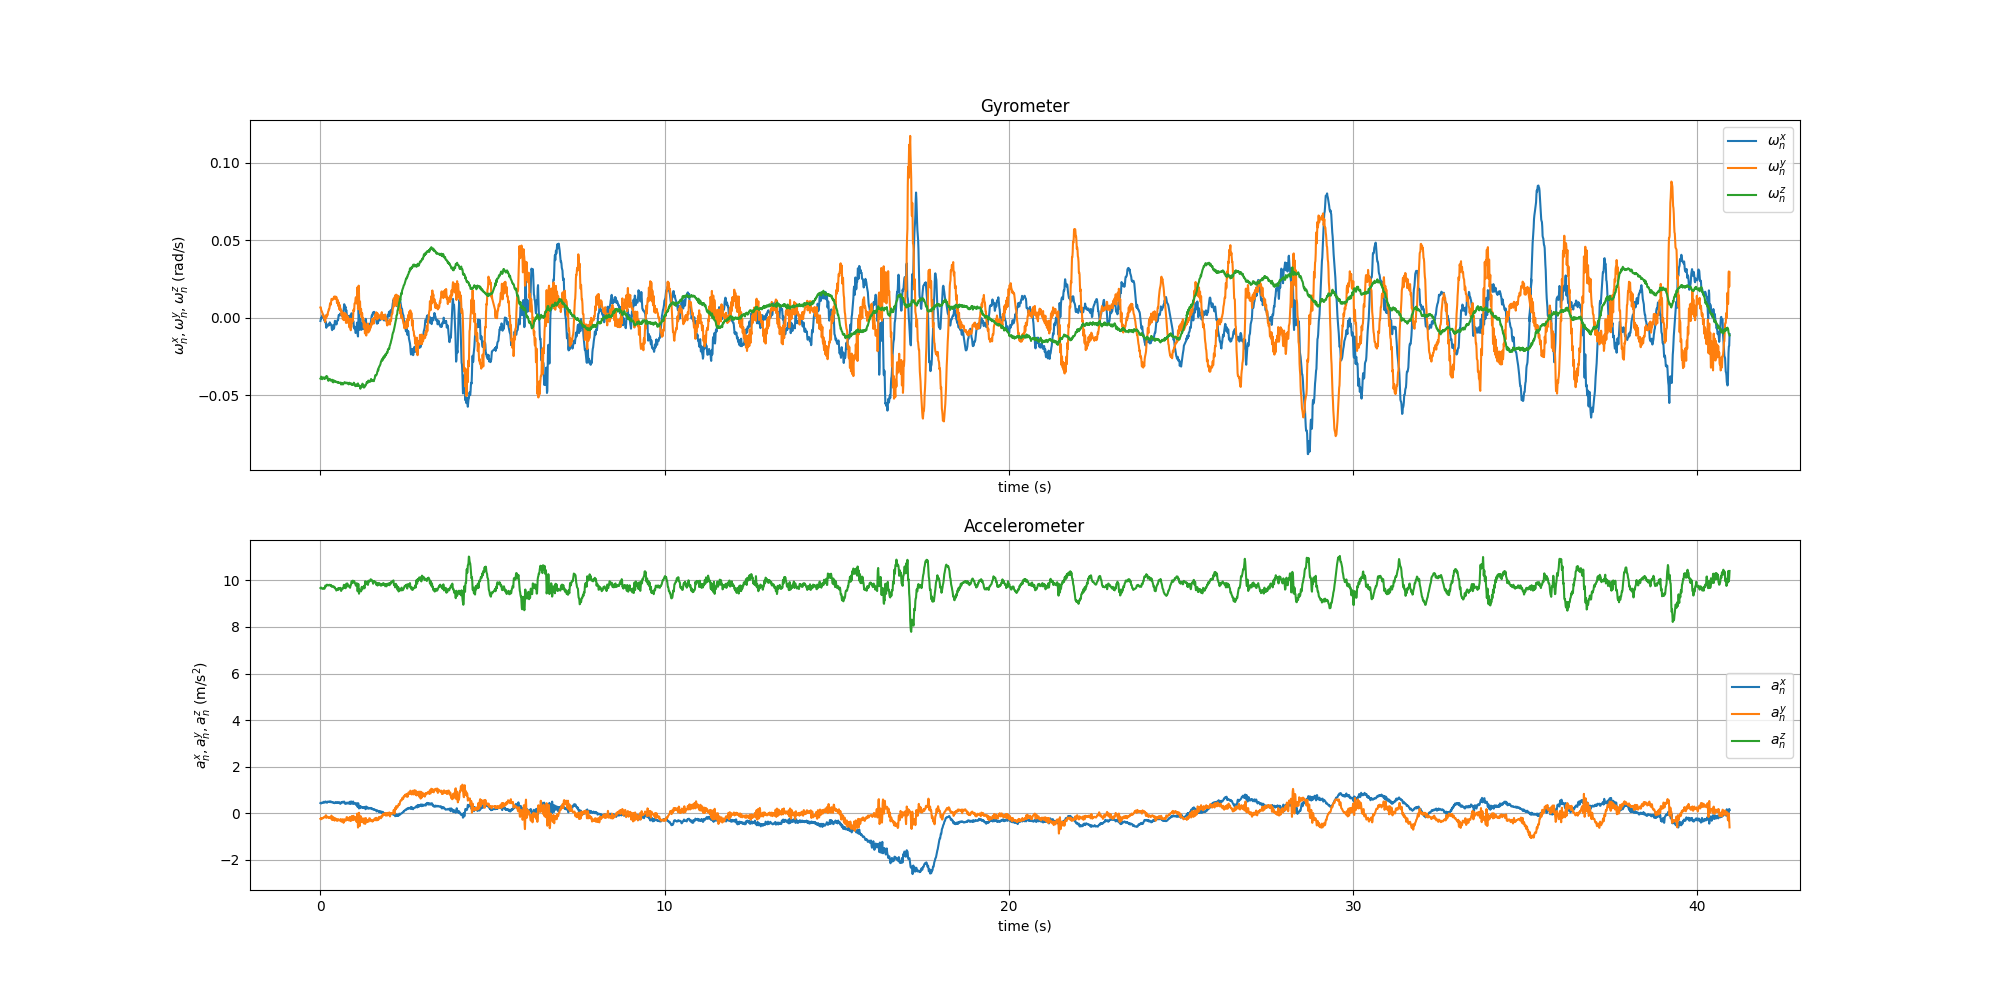 Gyrometer
ω_n^x, ω_n^y, ω_n^z (rad/s)
0.10
0.05
0.00
−0.05
ω_n^x
ω_n^y
ω_n^z
time (s)
Accelerometer
a_n^x, a_n^y, a_n^z (m/s²)
10
8
6
4
2
0
−2
a_n^x
a_n^y
a_n^z
0 10 20 30 40
time (s)